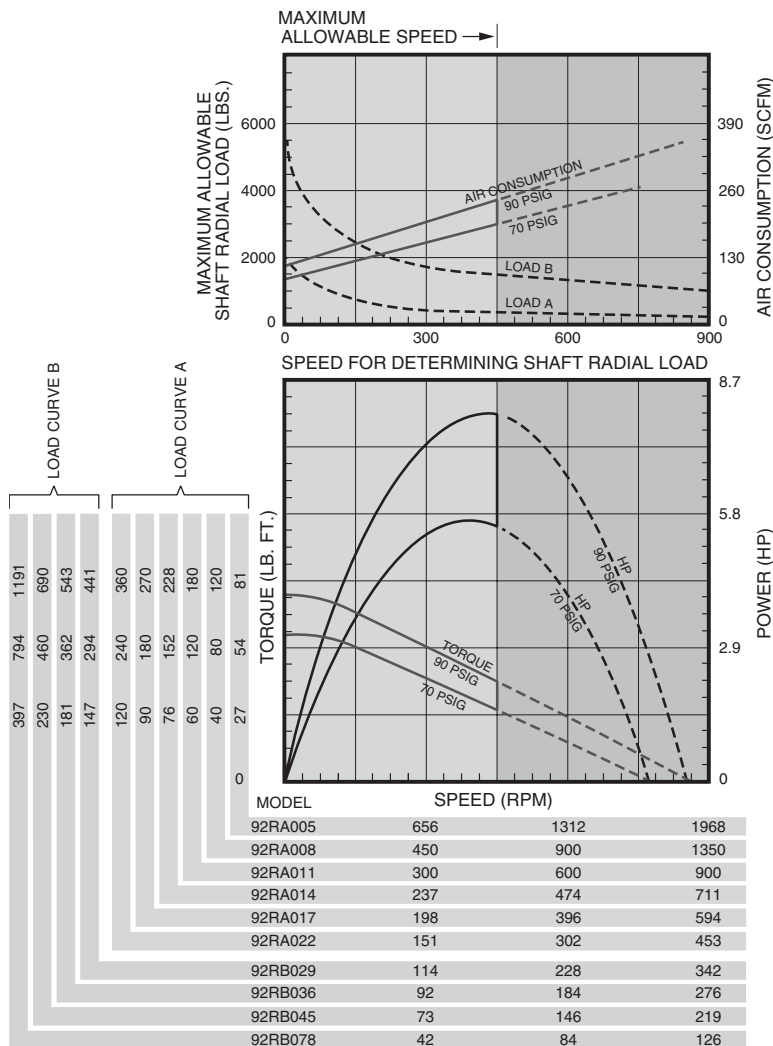 MAXIMUM
ALLOWABLE SPEED
MAXIMUM ALLOWABLE
SHAFT RADIAL LOAD (LBS.)
6000
4000
2000
0
AIR CONSUMPTION
90 PSIG
70 PSIG
LOAD B
LOAD A
390
260
130
0
AIR CONSUMPTION (SCFM)
0 300 600 900
SPEED FOR DETERMINING SHAFT RADIAL LOAD
LOAD CURVE B
LOAD CURVE A
1191 690 543 441 360 270 228 180 120 81
794 460 362 294 240 180 152 120 80 54
397 230 181 147 120 90 76 60 40 27
0
TORQUE (LB. FT.)
HP
90 PSIG
HP
70 PSIG
TORQUE
90 PSIG
70 PSIG
8.7
5.8
2.9
0
POWER (HP)
MODEL SPEED (RPM)
92RA005 656 1312 1968
92RA008 450 900 1350
92RA011 300 600 900
92RA014 237 474 711
92RA017 198 396 594
92RA022 151 302 453
92RB029 114 228 342
92RB036 92 184 276
92RB045 73 146 219
92RB078 42 84 126